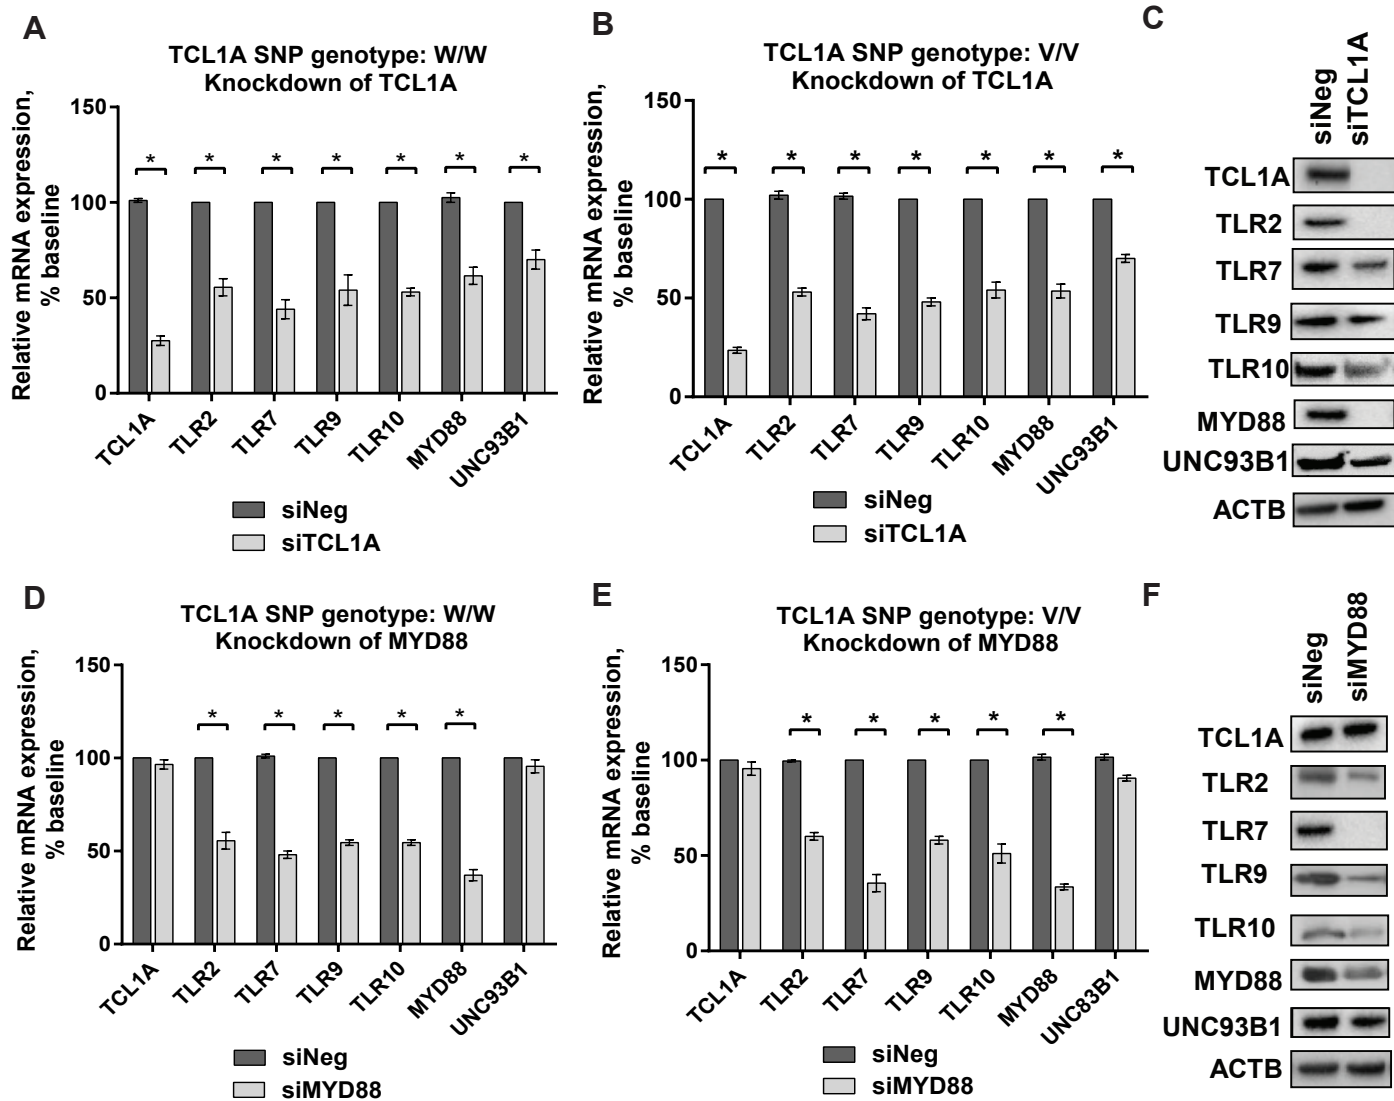 A
TCL1A SNP genotype: W/W
Knockdown of TCL1A
Relative mRNA expression,
% baseline
150
100
50
0
* * * * * * *
TCL1A TLR2 TLR7 TLR9 TLR10 MYD88 UNC93B1
siNeg
siTCL1A
B
TCL1A SNP genotype: V/V
Knockdown of TCL1A
Relative mRNA expression,
% baseline
150
100
50
0
* * * * * * *
TCL1A TLR2 TLR7 TLR9 TLR10 MYD88 UNC93B1
siNeg
siTCL1A
C
siNeg
siTCL1A
TCL1A
TLR2
TLR7
TLR9
TLR10
MYD88
UNC93B1
ACTB
D
TCL1A SNP genotype: W/W
Knockdown of MYD88
Relative mRNA expression,
% baseline
150
100
50
0
* * * * *
TCL1A TLR2 TLR7 TLR9 TLR10 MYD88 UNC93B1
siNeg
siMYD88
E
TCL1A SNP genotype: V/V
Knockdown of MYD88
Relative mRNA expression,
% baseline
150
100
50
0
* * * * *
TCL1A TLR2 TLR7 TLR9 TLR10 MYD88 UNC83B1
siNeg
siMYD88
F
siNeg
siMYD88
TCL1A
TLR2
TLR7
TLR9
TLR10
MYD88
UNC93B1
ACTB